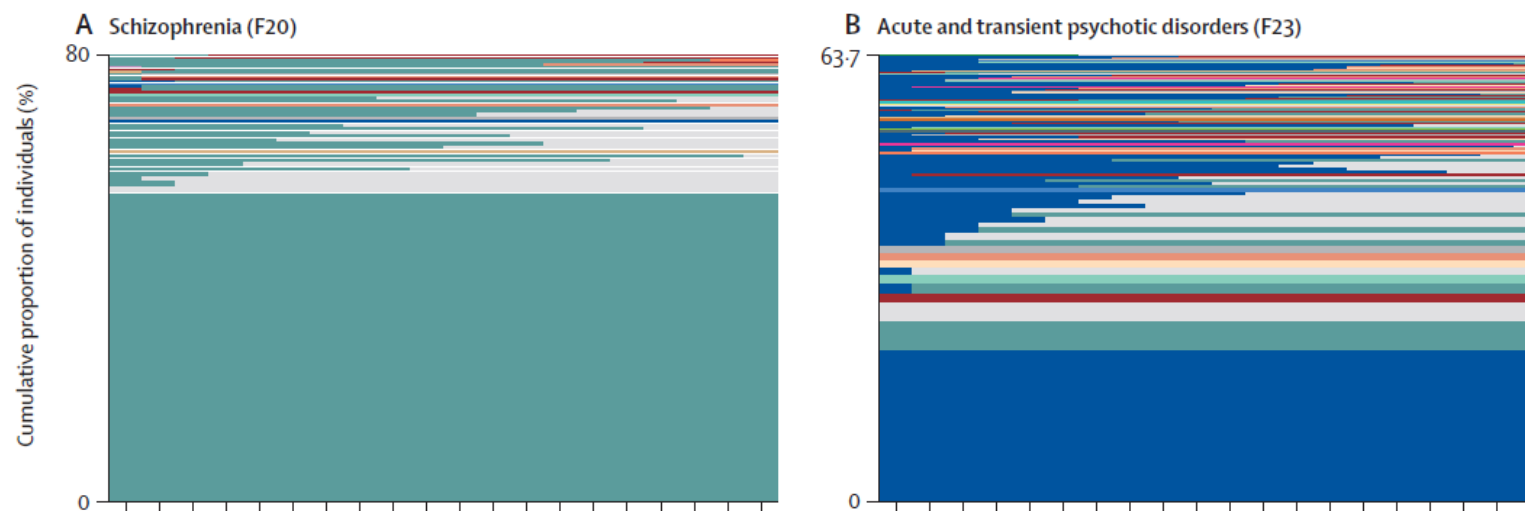 A Schizophrenia (F20)
B Acute and transient psychotic disorders (F23)
80
63·7
Cumulative proportion of individuals (%)
0
0